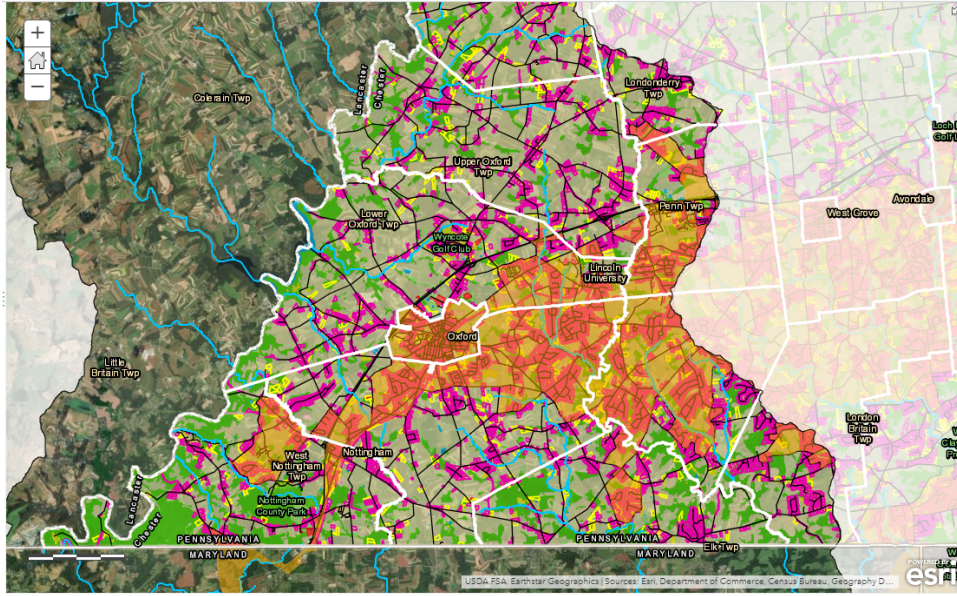 +
−
Colerain Twp
Lancaster
Chester
Londonderry
Twp
Upper Oxford
Twp
Lower
Oxford Twp
Wyncote
Golf Club
Penn Twp
West Grove
Avondale
Lincoln
University
Oxford
Little
Britain Twp
London
Britain
Twp
West
Nottingham
Twp
Nottingham
Nottingham
County Park
Lancaster
Chester
PENNSYLVANIA
MARYLAND
PENNSYLVANIA
MARYLAND
Elk Twp
USDA FSA, Earthstar Geographics | Sources: Esri, Department of Commerce, Census Bureau, Geography D...
POWERED BY
esri